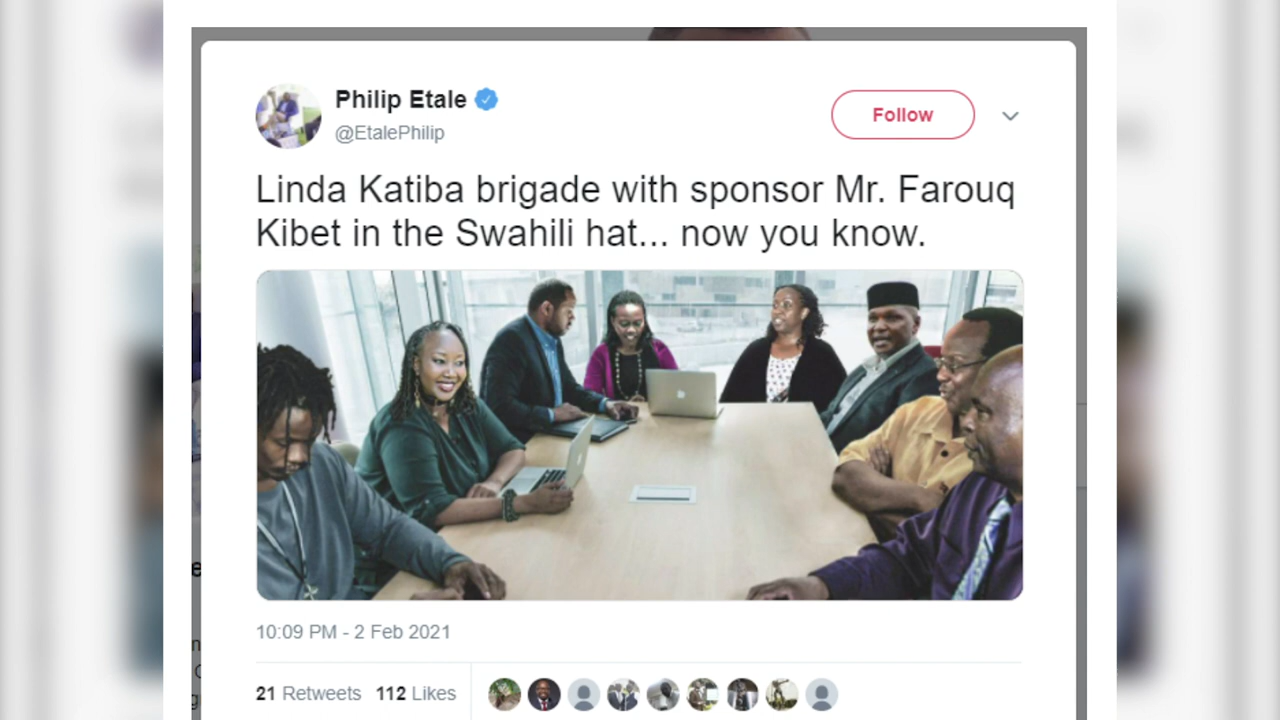 Philip Etale
Follow
@EtalePhilip
Linda Katiba brigade with sponsor Mr. Farouq
Kibet in the Swahili hat... now you know.
10:09 PM - 2 Feb 2021
21 Retweets 112 Likes